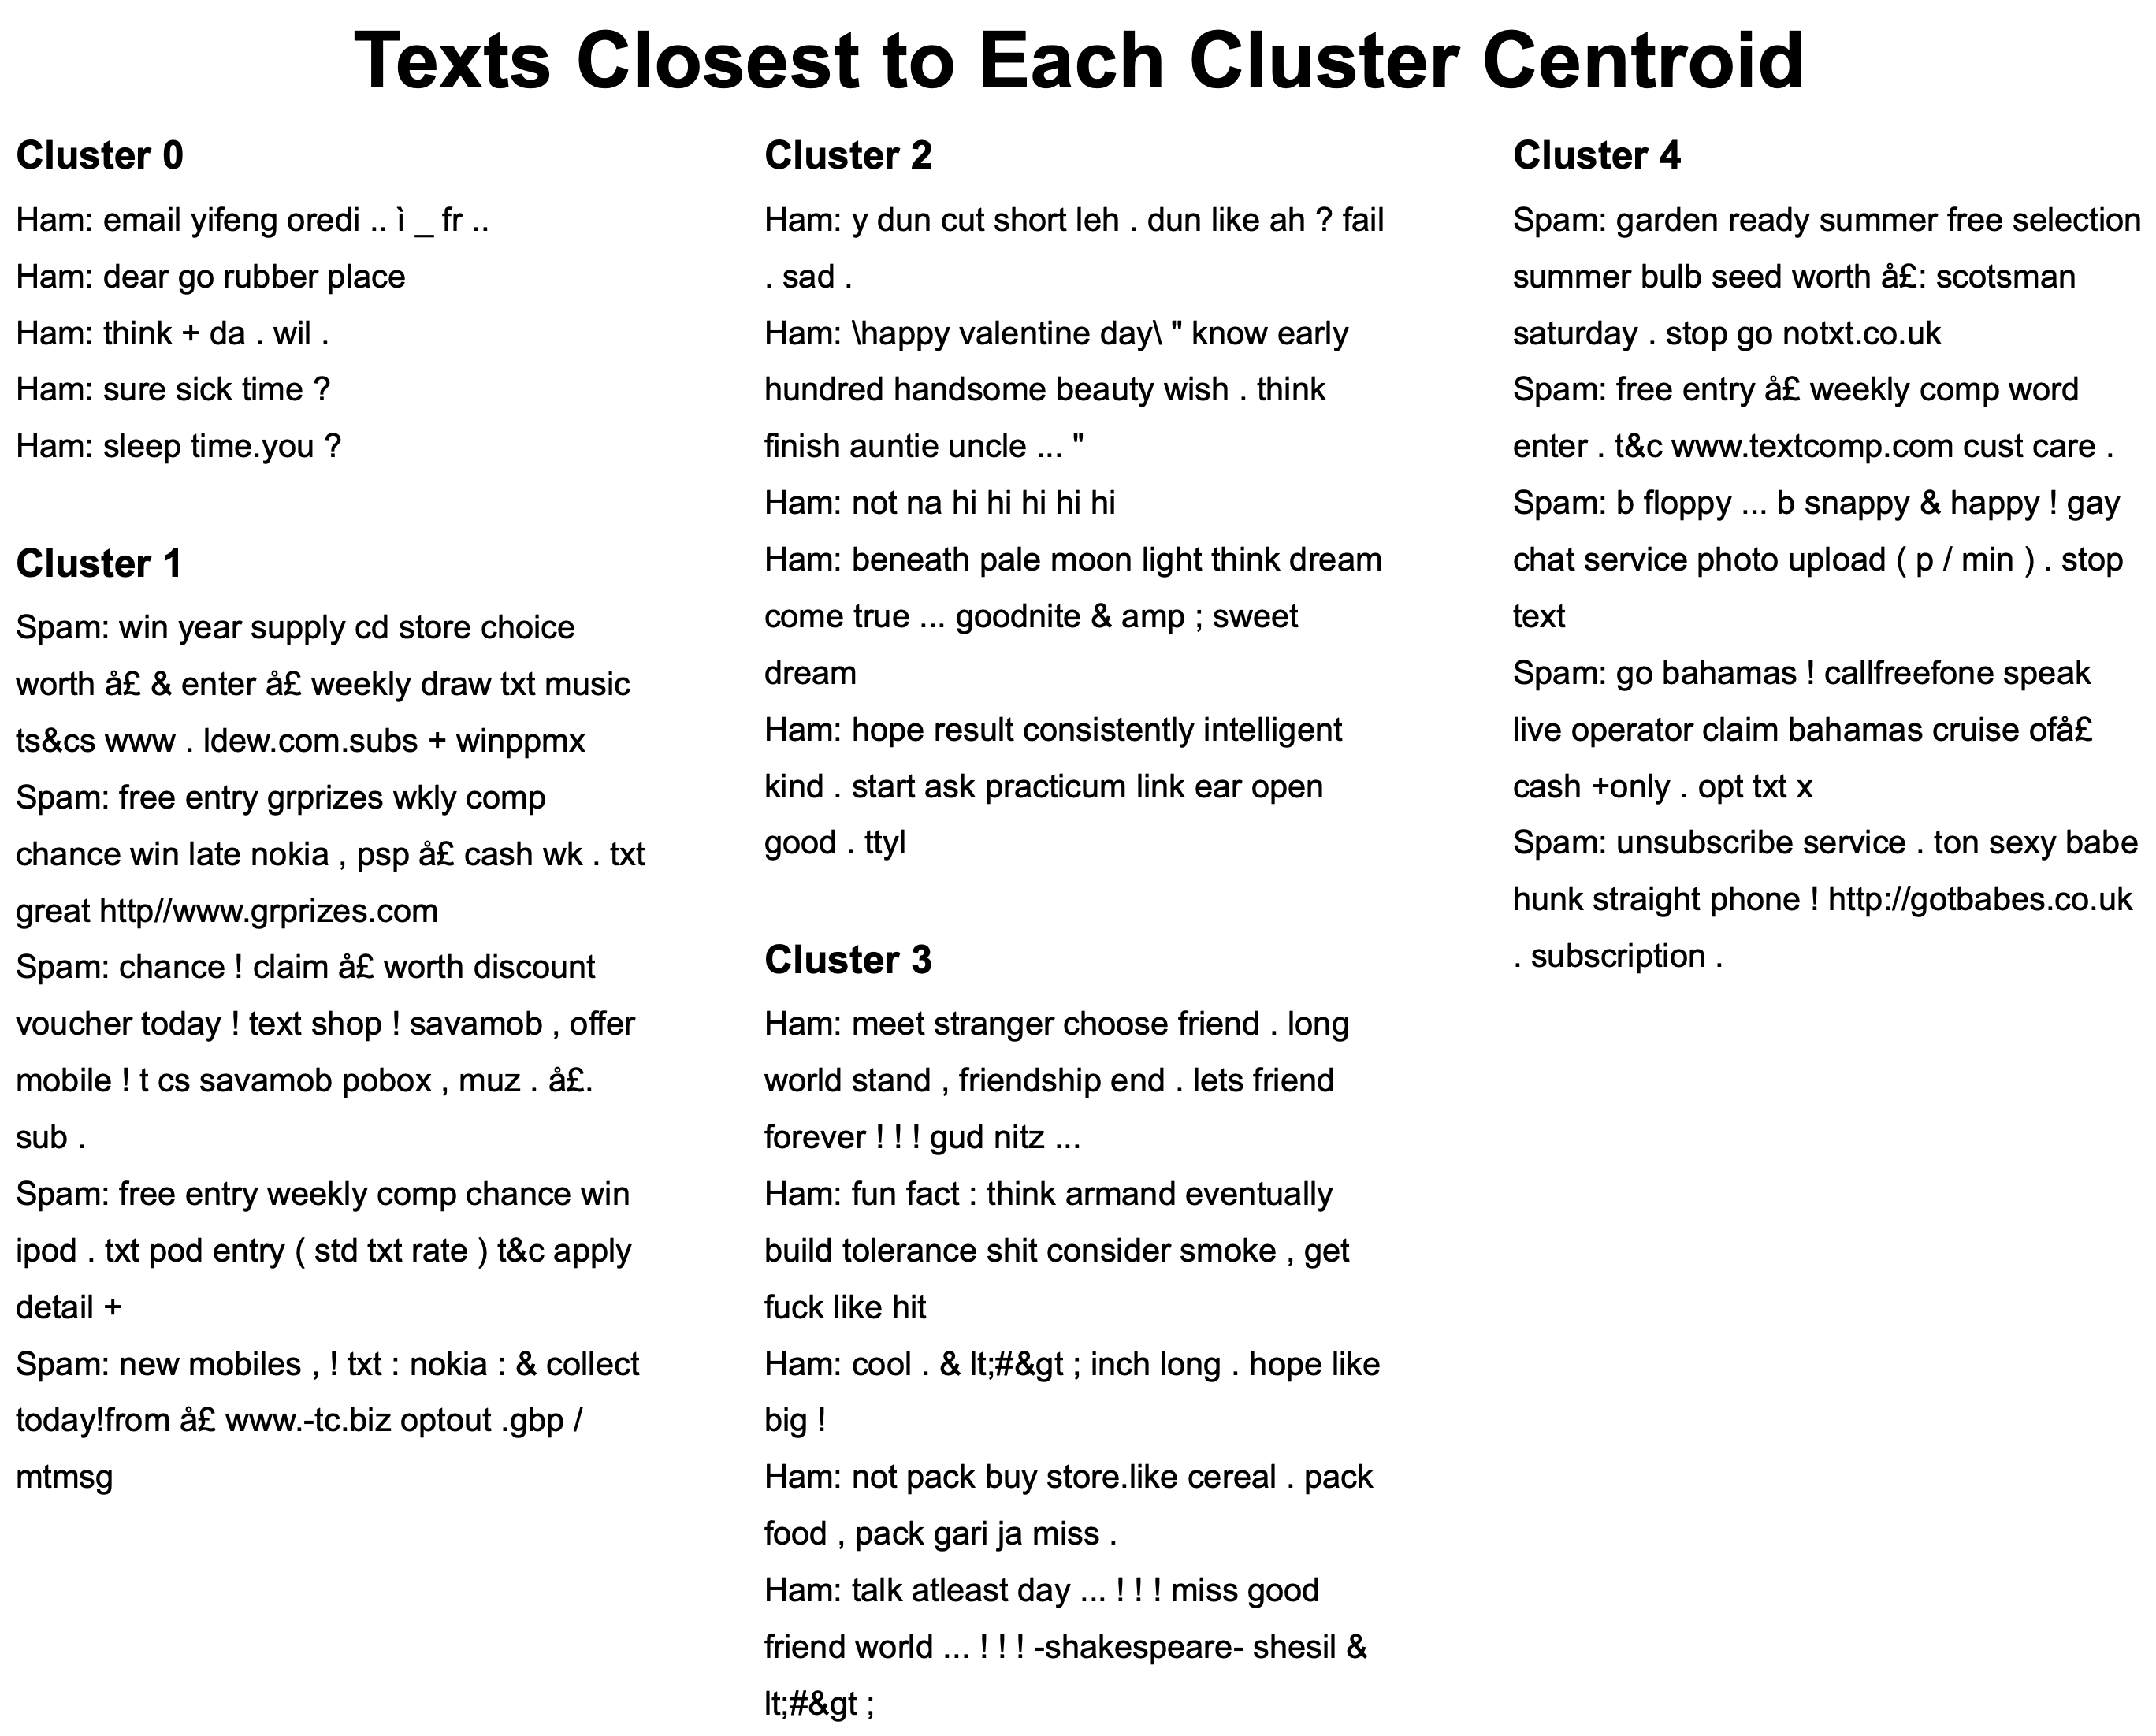 Texts Closest to Each Cluster Centroid
Cluster 0
Ham: email yifeng oredi .. ì _ fr ..
Ham: dear go rubber place
Ham: think + da . wil .
Ham: sure sick time ?
Ham: sleep time.you ?
Cluster 1
Spam: win year supply cd store choice
worth å£ & enter å£ weekly draw txt music
ts&cs www . ldew.com.subs + winppmx
Spam: free entry grprizes wkly comp
chance win late nokia , psp å£ cash wk . txt
great http//www.grprizes.com
Spam: chance ! claim å£ worth discount
voucher today ! text shop ! savamob , offer
mobile ! t cs savamob pobox , muz . å£.
sub .
Spam: free entry weekly comp chance win
ipod . txt pod entry ( std txt rate ) t&c apply
detail +
Spam: new mobiles , ! txt : nokia : & collect
today!from å£ www.-tc.biz optout .gbp /
mtmsg
Cluster 2
Ham: y dun cut short leh . dun like ah ? fail
. sad .
Ham: \happy valentine day\ " know early
hundred handsome beauty wish . think
finish auntie uncle ... "
Ham: not na hi hi hi hi hi
Ham: beneath pale moon light think dream
come true ... goodnite & amp ; sweet
dream
Ham: hope result consistently intelligent
kind . start ask practicum link ear open
good . ttyl
Cluster 3
Ham: meet stranger choose friend . long
world stand , friendship end . lets friend
forever ! ! ! gud nitz ...
Ham: fun fact : think armand eventually
build tolerance shit consider smoke , get
fuck like hit
Ham: cool . & lt;#&gt ; inch long . hope like
big !
Ham: not pack buy store.like cereal . pack
food , pack gari ja miss .
Ham: talk atleast day ... ! ! ! miss good
friend world ... ! ! ! -shakespeare- shesil &
lt;#&gt ;
Cluster 4
Spam: garden ready summer free selection
summer bulb seed worth å£: scotsman
saturday . stop go notxt.co.uk
Spam: free entry å£ weekly comp word
enter . t&c www.textcomp.com cust care .
Spam: b floppy ... b snappy & happy ! gay
chat service photo upload ( p / min ) . stop
text
Spam: go bahamas ! callfreefone speak
live operator claim bahamas cruise ofå£
cash +only . opt txt x
Spam: unsubscribe service . ton sexy babe
hunk straight phone ! http://gotbabes.co.uk
. subscription .